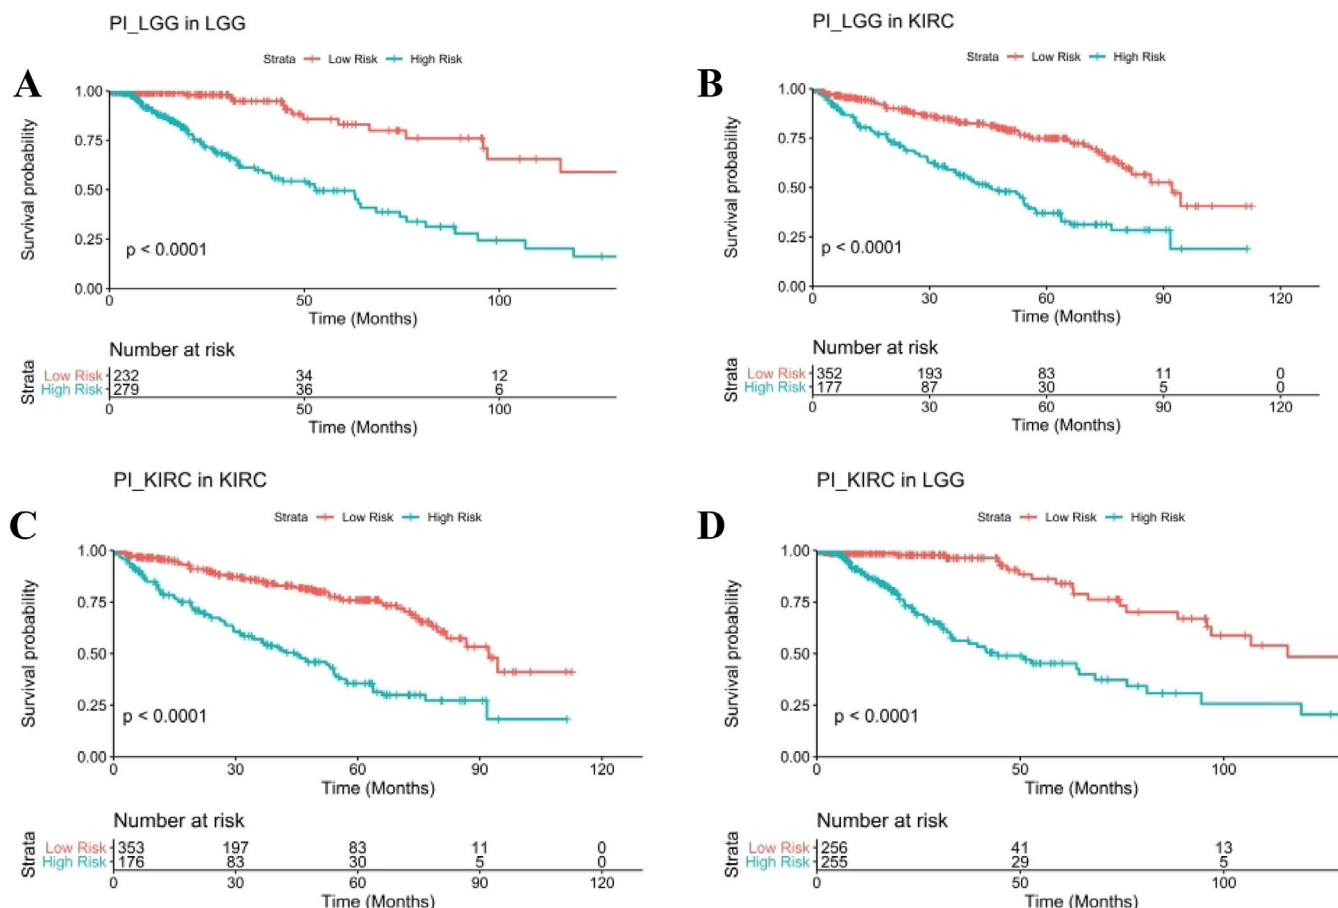 PI_LGG in LGG
Strata Low Risk High Risk
A
1.00
0.75
0.50
0.25
0.00
Survival probability
p < 0.0001
0 50 100
Time (Months)
Number at risk
Strata
Low Risk 232 34 12
High Risk 279 36 6
0 50 100
Time (Months)
PI_LGG in KIRC
Strata Low Risk High Risk
B
1.00
0.75
0.50
0.25
0.00
Survival probability
p < 0.0001
0 30 60 90 120
Time (Months)
Number at risk
Strata
Low Risk 352 193 83 11 0
High Risk 177 87 30 5 0
0 30 60 90 120
Time (Months)
PI_KIRC in KIRC
Strata Low Risk High Risk
C
1.00
0.75
0.50
0.25
0.00
Survival probability
p < 0.0001
0 30 60 90 120
Time (Months)
Number at risk
Strata
Low Risk 353 197 83 11 0
High Risk 176 83 30 5 0
0 30 60 90 120
Time (Months)
PI_KIRC in LGG
Strata Low Risk High Risk
D
1.00
0.75
0.50
0.25
0.00
Survival probability
p < 0.0001
0 50 100
Time (Months)
Number at risk
Strata
Low Risk 256 41 13
High Risk 255 29 5
0 50 100
Time (Months)